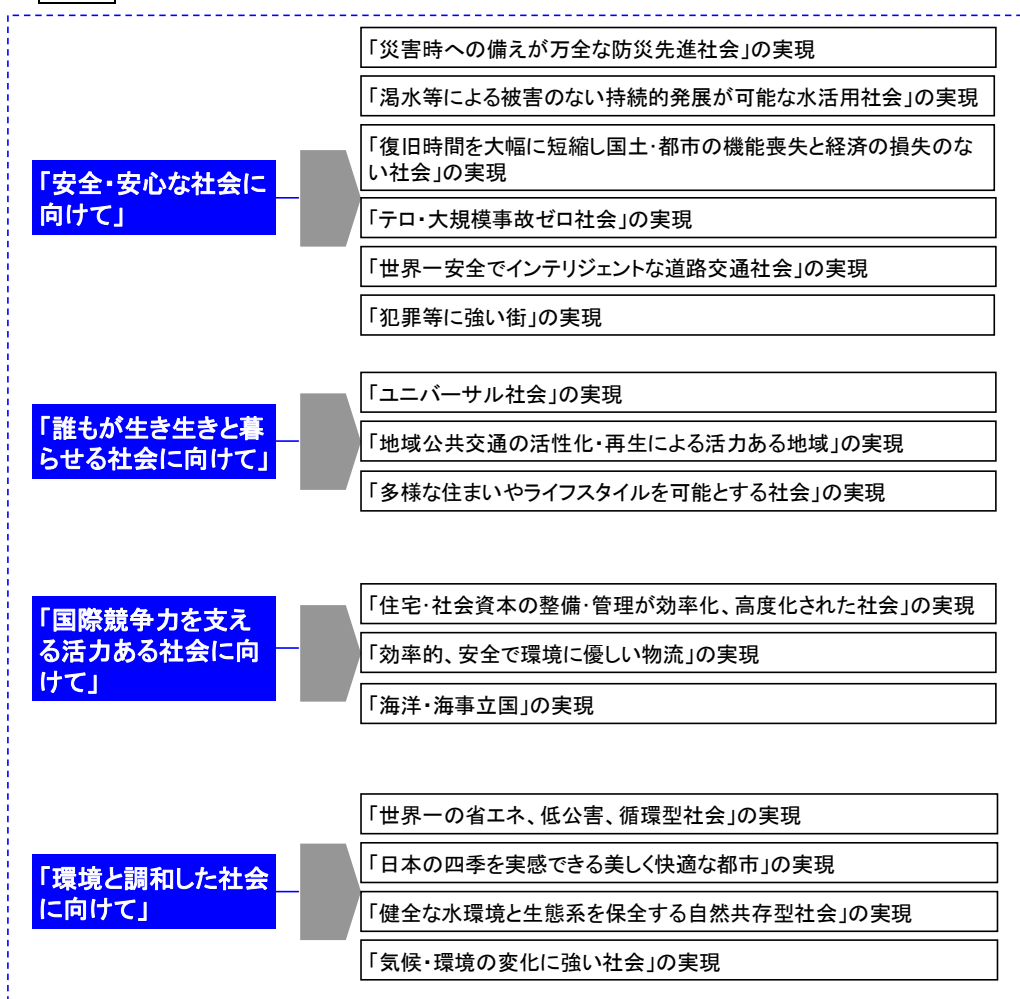 「安全・安心な社会に
向けて」
「災害時への備えが万全な防災先進社会」の実現
「渇水等による被害のない持続的発展が可能な水活用社会」の実現
「復旧時間を大幅に短縮し国土・都市の機能喪失と経済の損失のな
い社会」の実現
「テロ・大規模事故ゼロ社会」の実現
「世界一安全でインテリジェントな道路交通社会」の実現
「犯罪等に強い街」の実現
「誰もが生き生きと暮
らせる社会に向けて」
「ユニバーサル社会」の実現
「地域公共交通の活性化・再生による活力ある地域」の実現
「多様な住まいやライフスタイルを可能とする社会」の実現
「国際競争力を支え
る活力ある社会に向
けて」
「住宅・社会資本の整備・管理が効率化、高度化された社会」の実現
「効率的、安全で環境に優しい物流」の実現
「海洋・海事立国」の実現
「環境と調和した社会
に向けて」
「世界一の省エネ、低公害、循環型社会」の実現
「日本の四季を実感できる美しく快適な都市」の実現
「健全な水環境と生態系を保全する自然共存型社会」の実現
「気候・環境の変化に強い社会」の実現